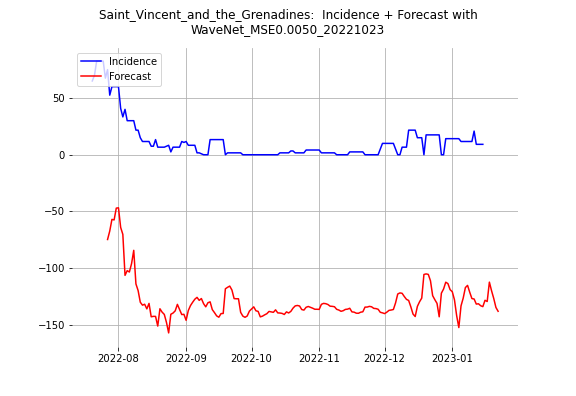 Saint_Vincent_and_the_Grenadines:  Incidence + Forecast with
WaveNet_MSE0.0050_20221023
Incidence
Forecast
50
0
−50
−100
−150
2022-08
2022-09
2022-10
2022-11
2022-12
2023-01